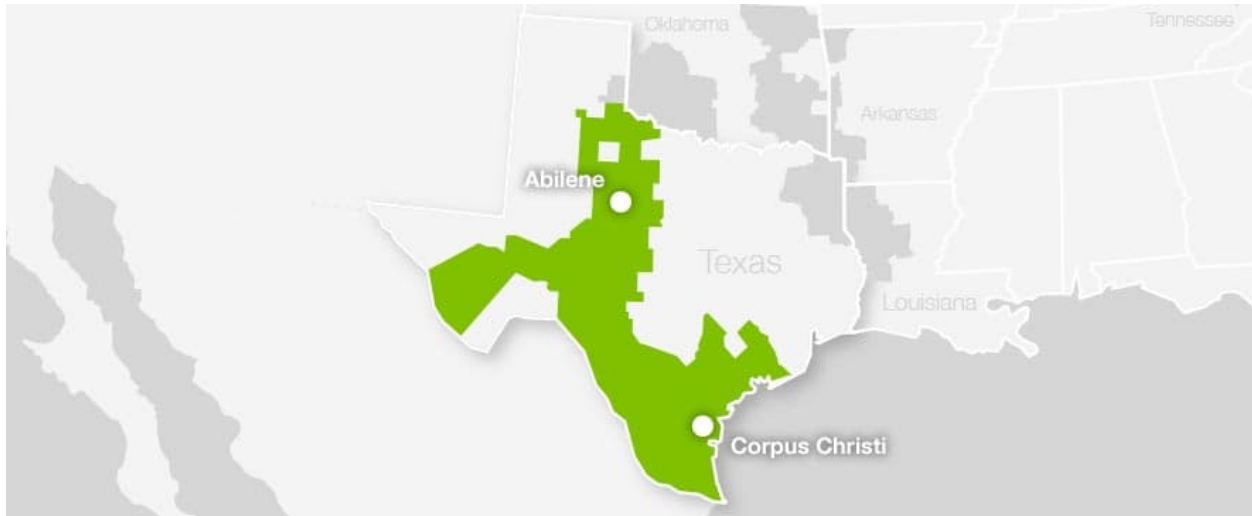 Tennessee
Oklahoma
Arkansas
Abilene
Texas
Louisiana
Corpus Christi